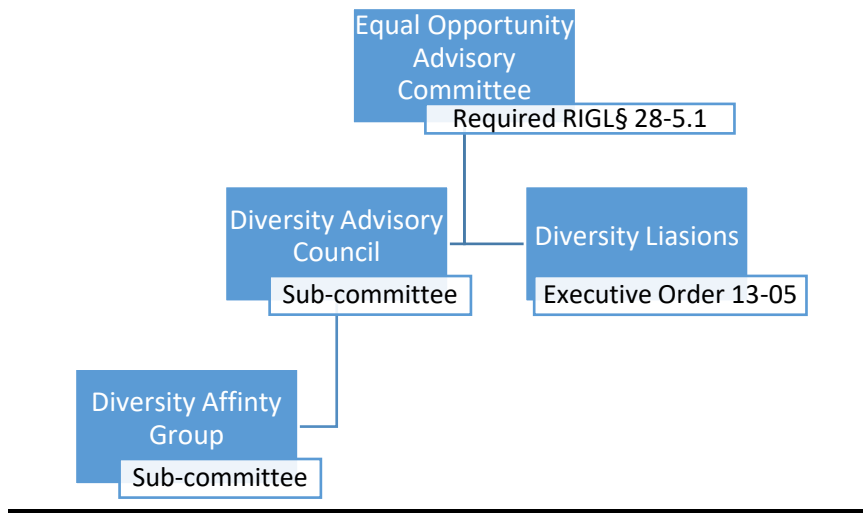 Equal Opportunity
Advisory
Committee
Required RIGL§ 28-5.1
Diversity Advisory
Council
Sub-committee
Diversity Liasions
Executive Order 13-05
Diversity Affinty
Group
Sub-committee